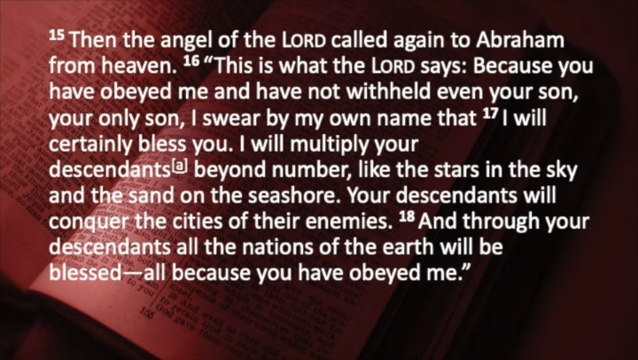 15 Then the angel of the LORD called again to Abraham
from heaven. 16 “This is what the LORD says: Because you
have obeyed me and have not withheld even your son,
your only son, I swear by my own name that 17 I will
certainly bless you. I will multiply your
descendants[a] beyond number, like the stars in the sky
and the sand on the seashore. Your descendants will
conquer the cities of their enemies. 18 And through your
descendants all the nations of the earth will be
blessed—all because you have obeyed me.”